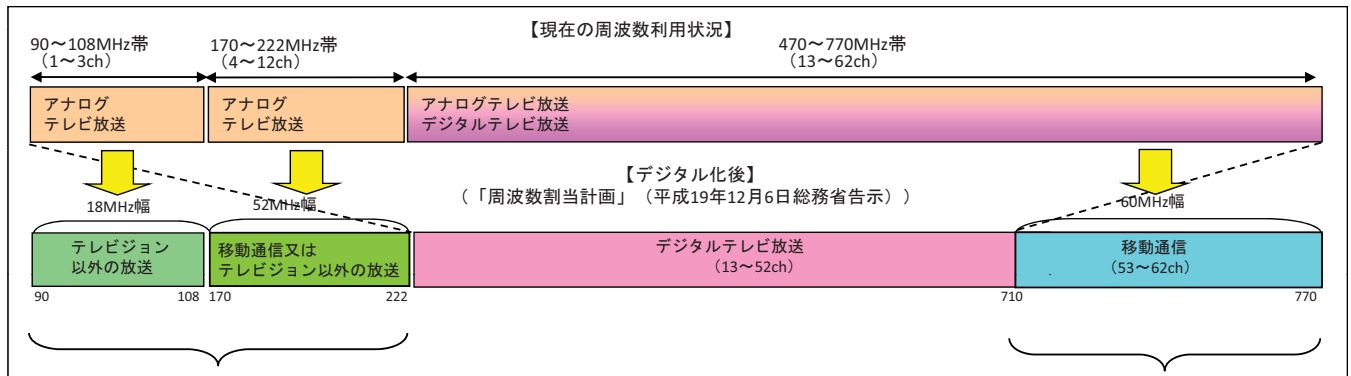 【現在の周波数利用状況】
90～108MHz帯
（1～3ch）
170～222MHz帯
（4～12ch）
470～770MHz帯
（13～62ch）
アナログ
テレビ放送
アナログ
テレビ放送
アナログテレビ放送
デジタルテレビ放送
【デジタル化後】
（「周波数割当計画」（平成19年12月6日総務省告示））
18MHz幅
52MHz幅
60MHz幅
テレビジョン
以外の放送
移動通信又は
テレビジョン以外の放送
デジタルテレビ放送
（13～52ch）
移動通信
（53～62ch）
90
108
170
222
710
770